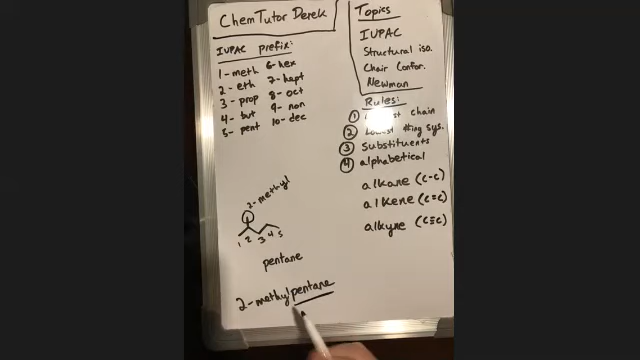 ChemTutor Derek
IUPAC prefix:
1-meth 6-hex
2-eth 7-hept
3-prop 8-oct
4-but 9-non
5-pent 10-dec
Topics
IUPAC
Structural iso.
Chair Confor.
Newman
Rules:
① chain
② #ing sys.
③ substituents
④ alphabetical
alkane (C-C)
alkene (C=C)
alkyne (C≡C)
2-methyl
1 2 3 4 5
pentane
2-methylpentane